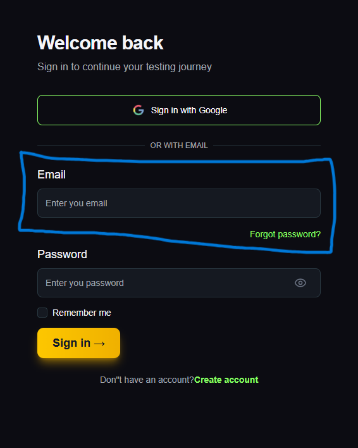 Welcome back
Sign in to continue your testing journey
Sign in with Google
OR WITH EMAIL
Email
Enter you email
Forgot password?
Password
Enter you password
Remember me
Sign in →
Don"t have an account?Create account